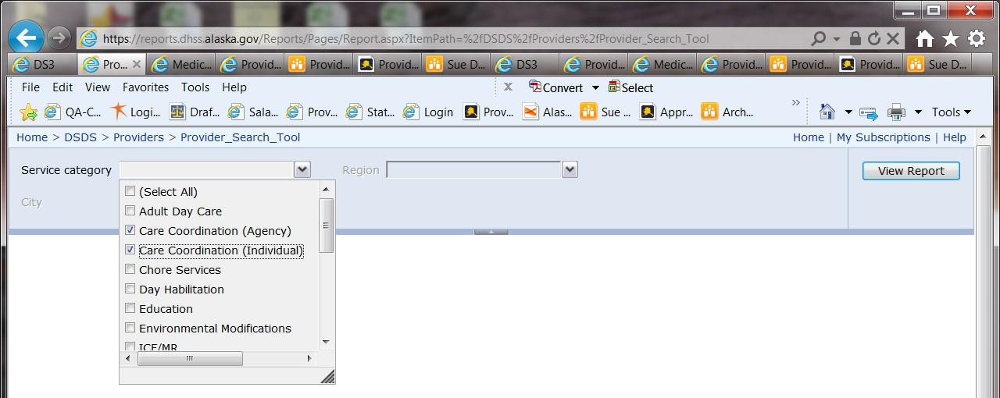 https://reports.dhss.alaska.gov/Reports/Pages/Report.aspx?ItemPath=%2fDSDS%2fProviders%2fProvider_Search_Tool
DS3 Pro... Medic... Provid... Provid... Provid... Sue D... DS3 Provid... Medic... Provid... Provid... Provid... Sue D...
File Edit View Favorites Tools Help x Convert Select
QA-C... Logi... Draf... Sala... Prov... Stat... Login Prov... Alas... Sue ... Appr... Arch... » Tools
Home > DSDS > Providers > Provider_Search_Tool Home | My Subscriptions | Help
Service category Region View Report
(Select All)
City
Adult Day Care
Care Coordination (Agency)
Care Coordination (Individual)
Chore Services
Day Habilitation
Education
Environmental Modifications
ICF/MR